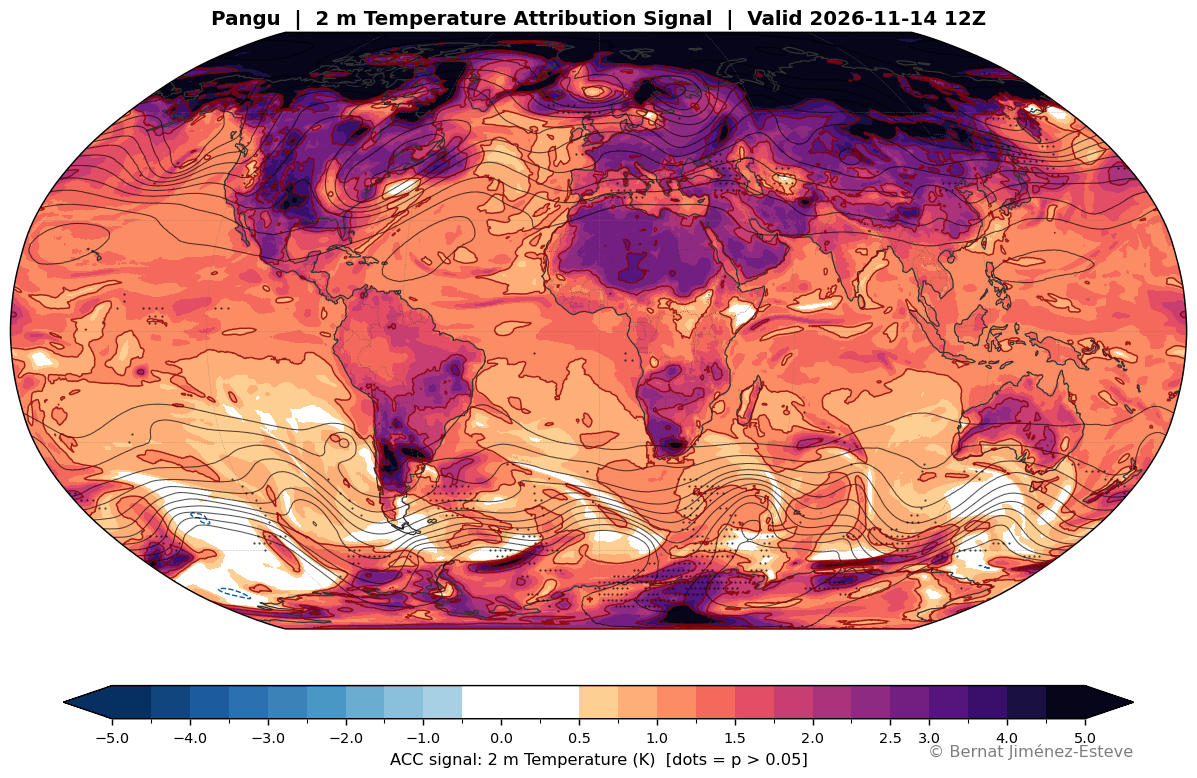 Pangu | 2 m Temperature Attribution Signal | Valid 2026-11-14 12Z
−5.0 −4.0 −3.0 −2.0 −1.0 0.0 0.5 1.0 1.5 2.0 2.5 3.0 4.0 5.0
© Bernat Jiménez-Esteve
ACC signal: 2 m Temperature (K) [dots = p > 0.05]